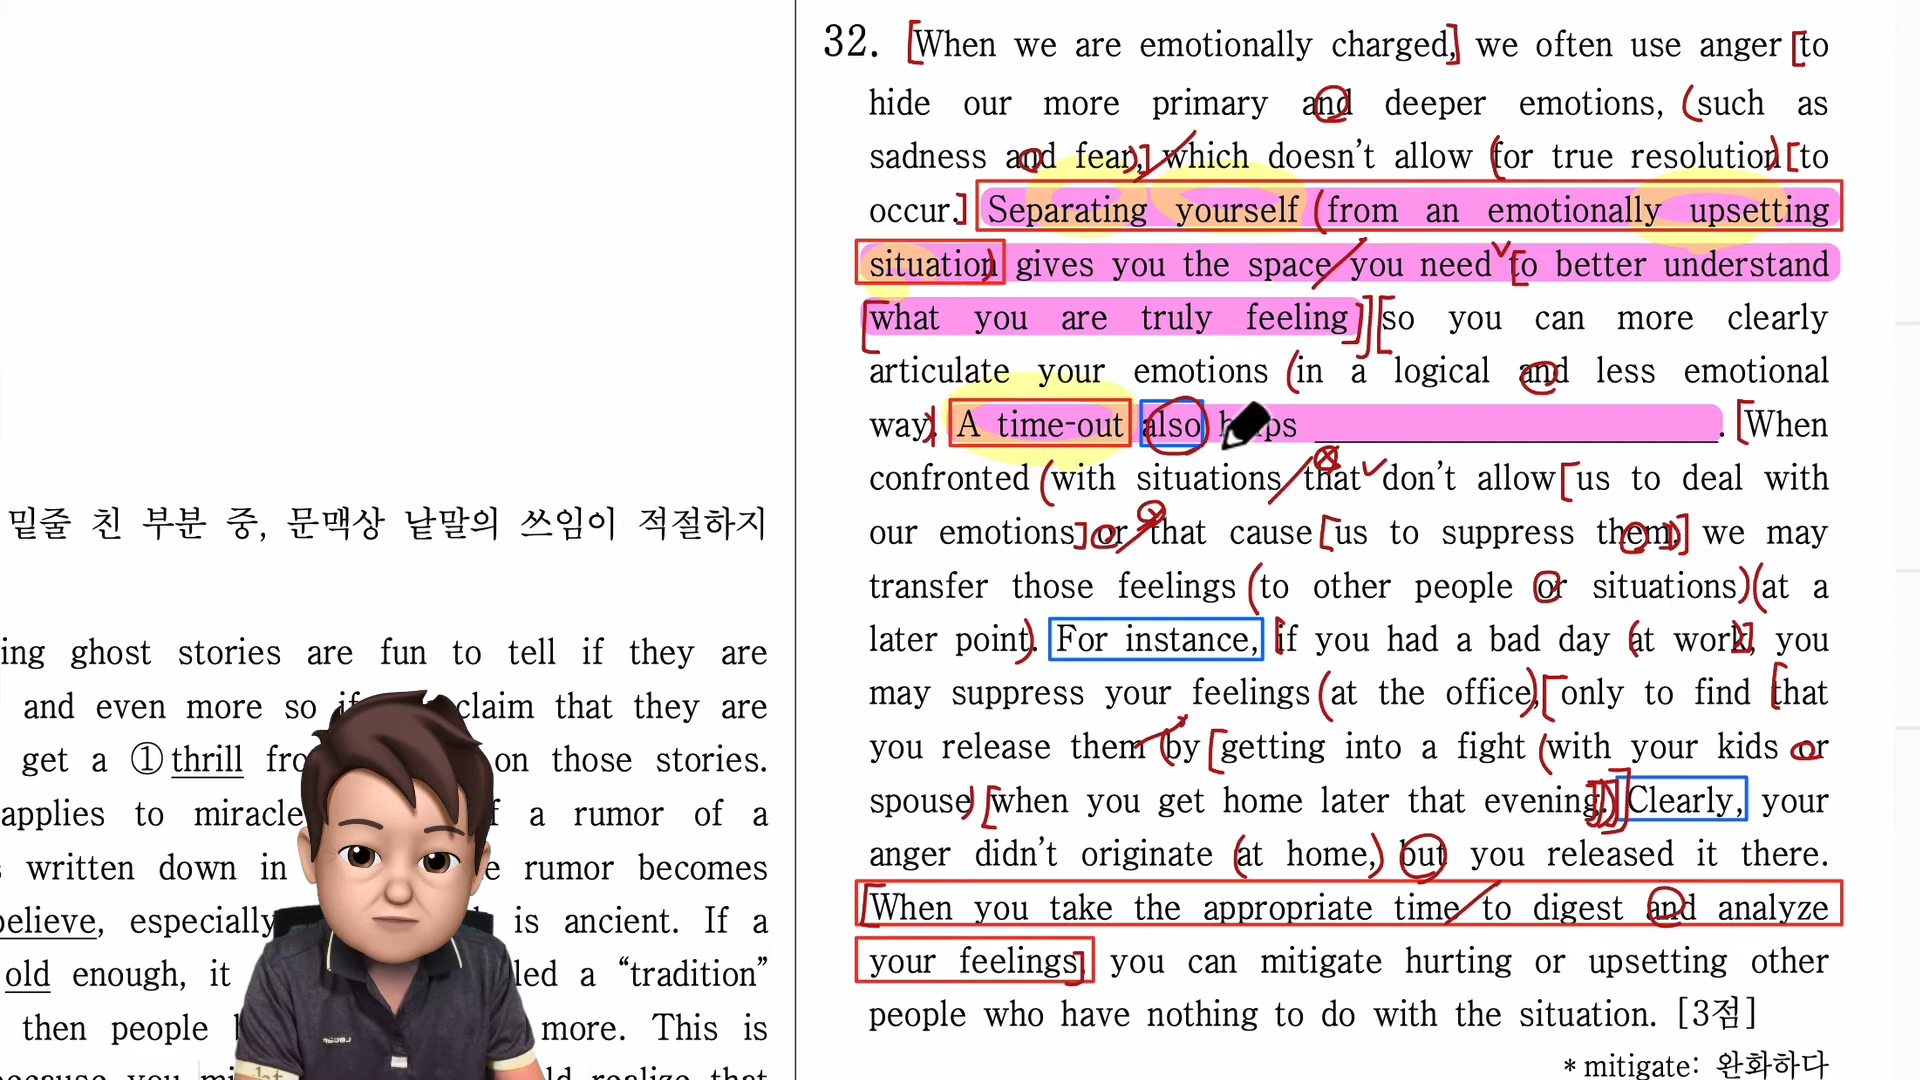 밑줄 친 부분 중, 문맥상 낱말의 쓰임이 적절하지
ing ghost stories are fun to tell if they are
and even more so if claim that they are
get a ① thrill on those stories.
applies to miracle a rumor of a
written down in rumor becomes
believe, especially is ancient. If a
old enough, it led a “tradition”
then people more. This is
because you realize that
32. When we are emotionally charged, we often use anger to
hide our more primary and deeper emotions, such as
sadness and fear, which doesn’t allow for true resolution to
occur. Separating yourself from an emotionally upsetting
situation gives you the space you need to better understand
what you are truly feeling so you can more clearly
articulate your emotions in a logical and less emotional
way. A time-out also helps ____________________. When
confronted with situations that don’t allow us to deal with
our emotions or that cause us to suppress them, we may
transfer those feelings to other people or situations at a
later point. For instance, if you had a bad day at work, you
may suppress your feelings at the office, only to find that
you release them by getting into a fight with your kids or
spouse when you get home later that evening. Clearly, your
anger didn’t originate at home, but you released it there.
When you take the appropriate time to digest and analyze
your feelings, you can mitigate hurting or upsetting other
people who have nothing to do with the situation. [3점]
* mitigate: 완화하다